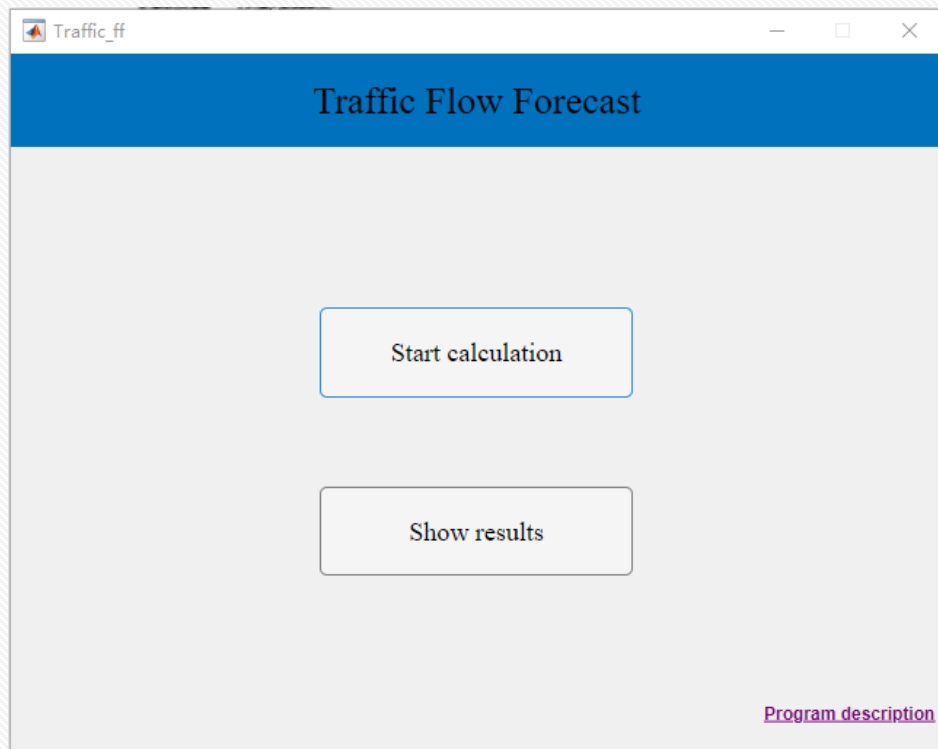 Traffic_ff
Traffic Flow Forecast
Start calculation
Show results
Program description